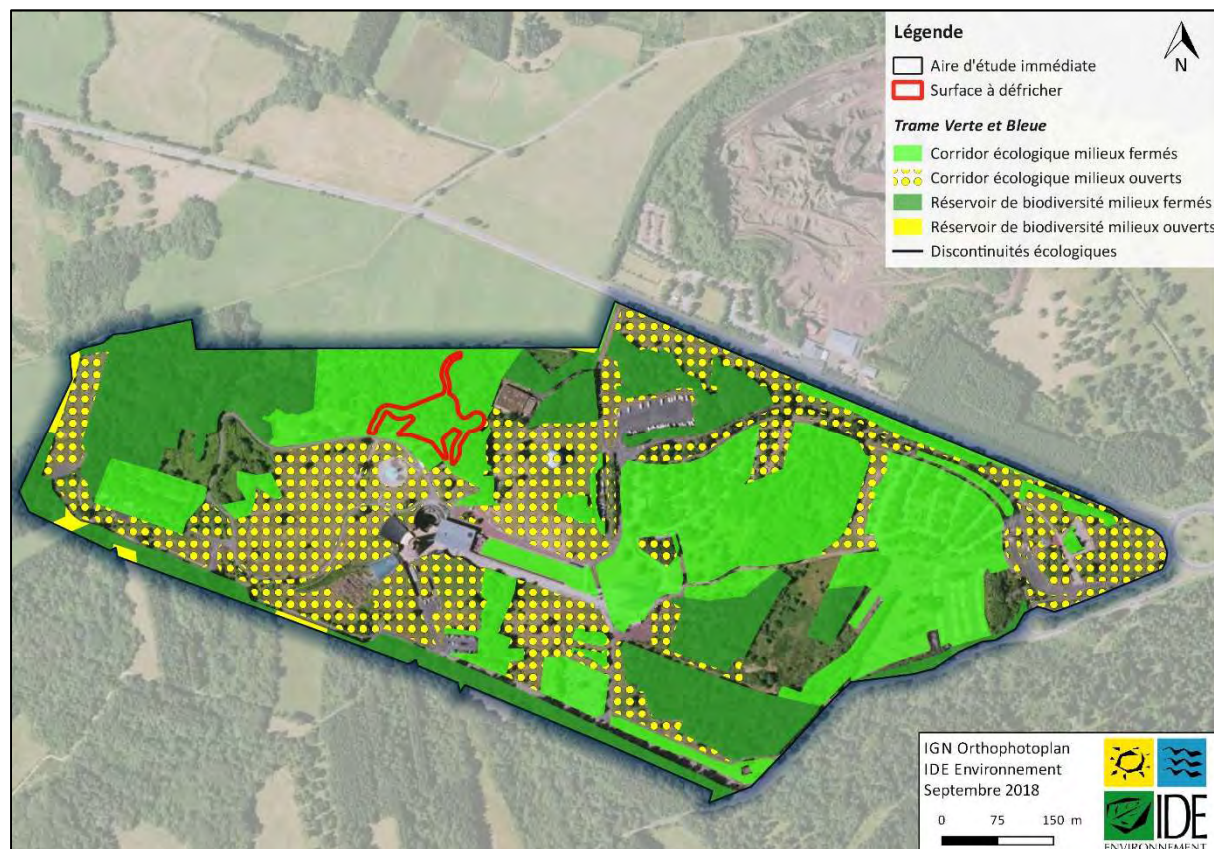 Légende
N
Aire d'étude immédiate
Surface à défricher
Trame Verte et Bleue
Corridor écologique milieux fermés
Corridor écologique milieux ouverts
Réservoir de biodiversité milieux fermés
Réservoir de biodiversité milieux ouverts
Discontinuités écologiques
IGN Orthophotoplan
IDE Environnement
Septembre 2018
0 75 150 m
IDE
ENVIRONNEMENT